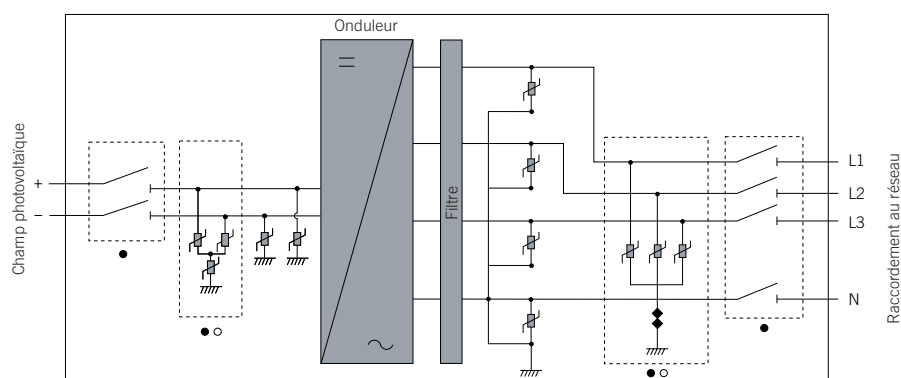 Onduleur
Champ photovoltaïque
+
−
Filtre
L1
L2
L3
N
Raccordement au réseau